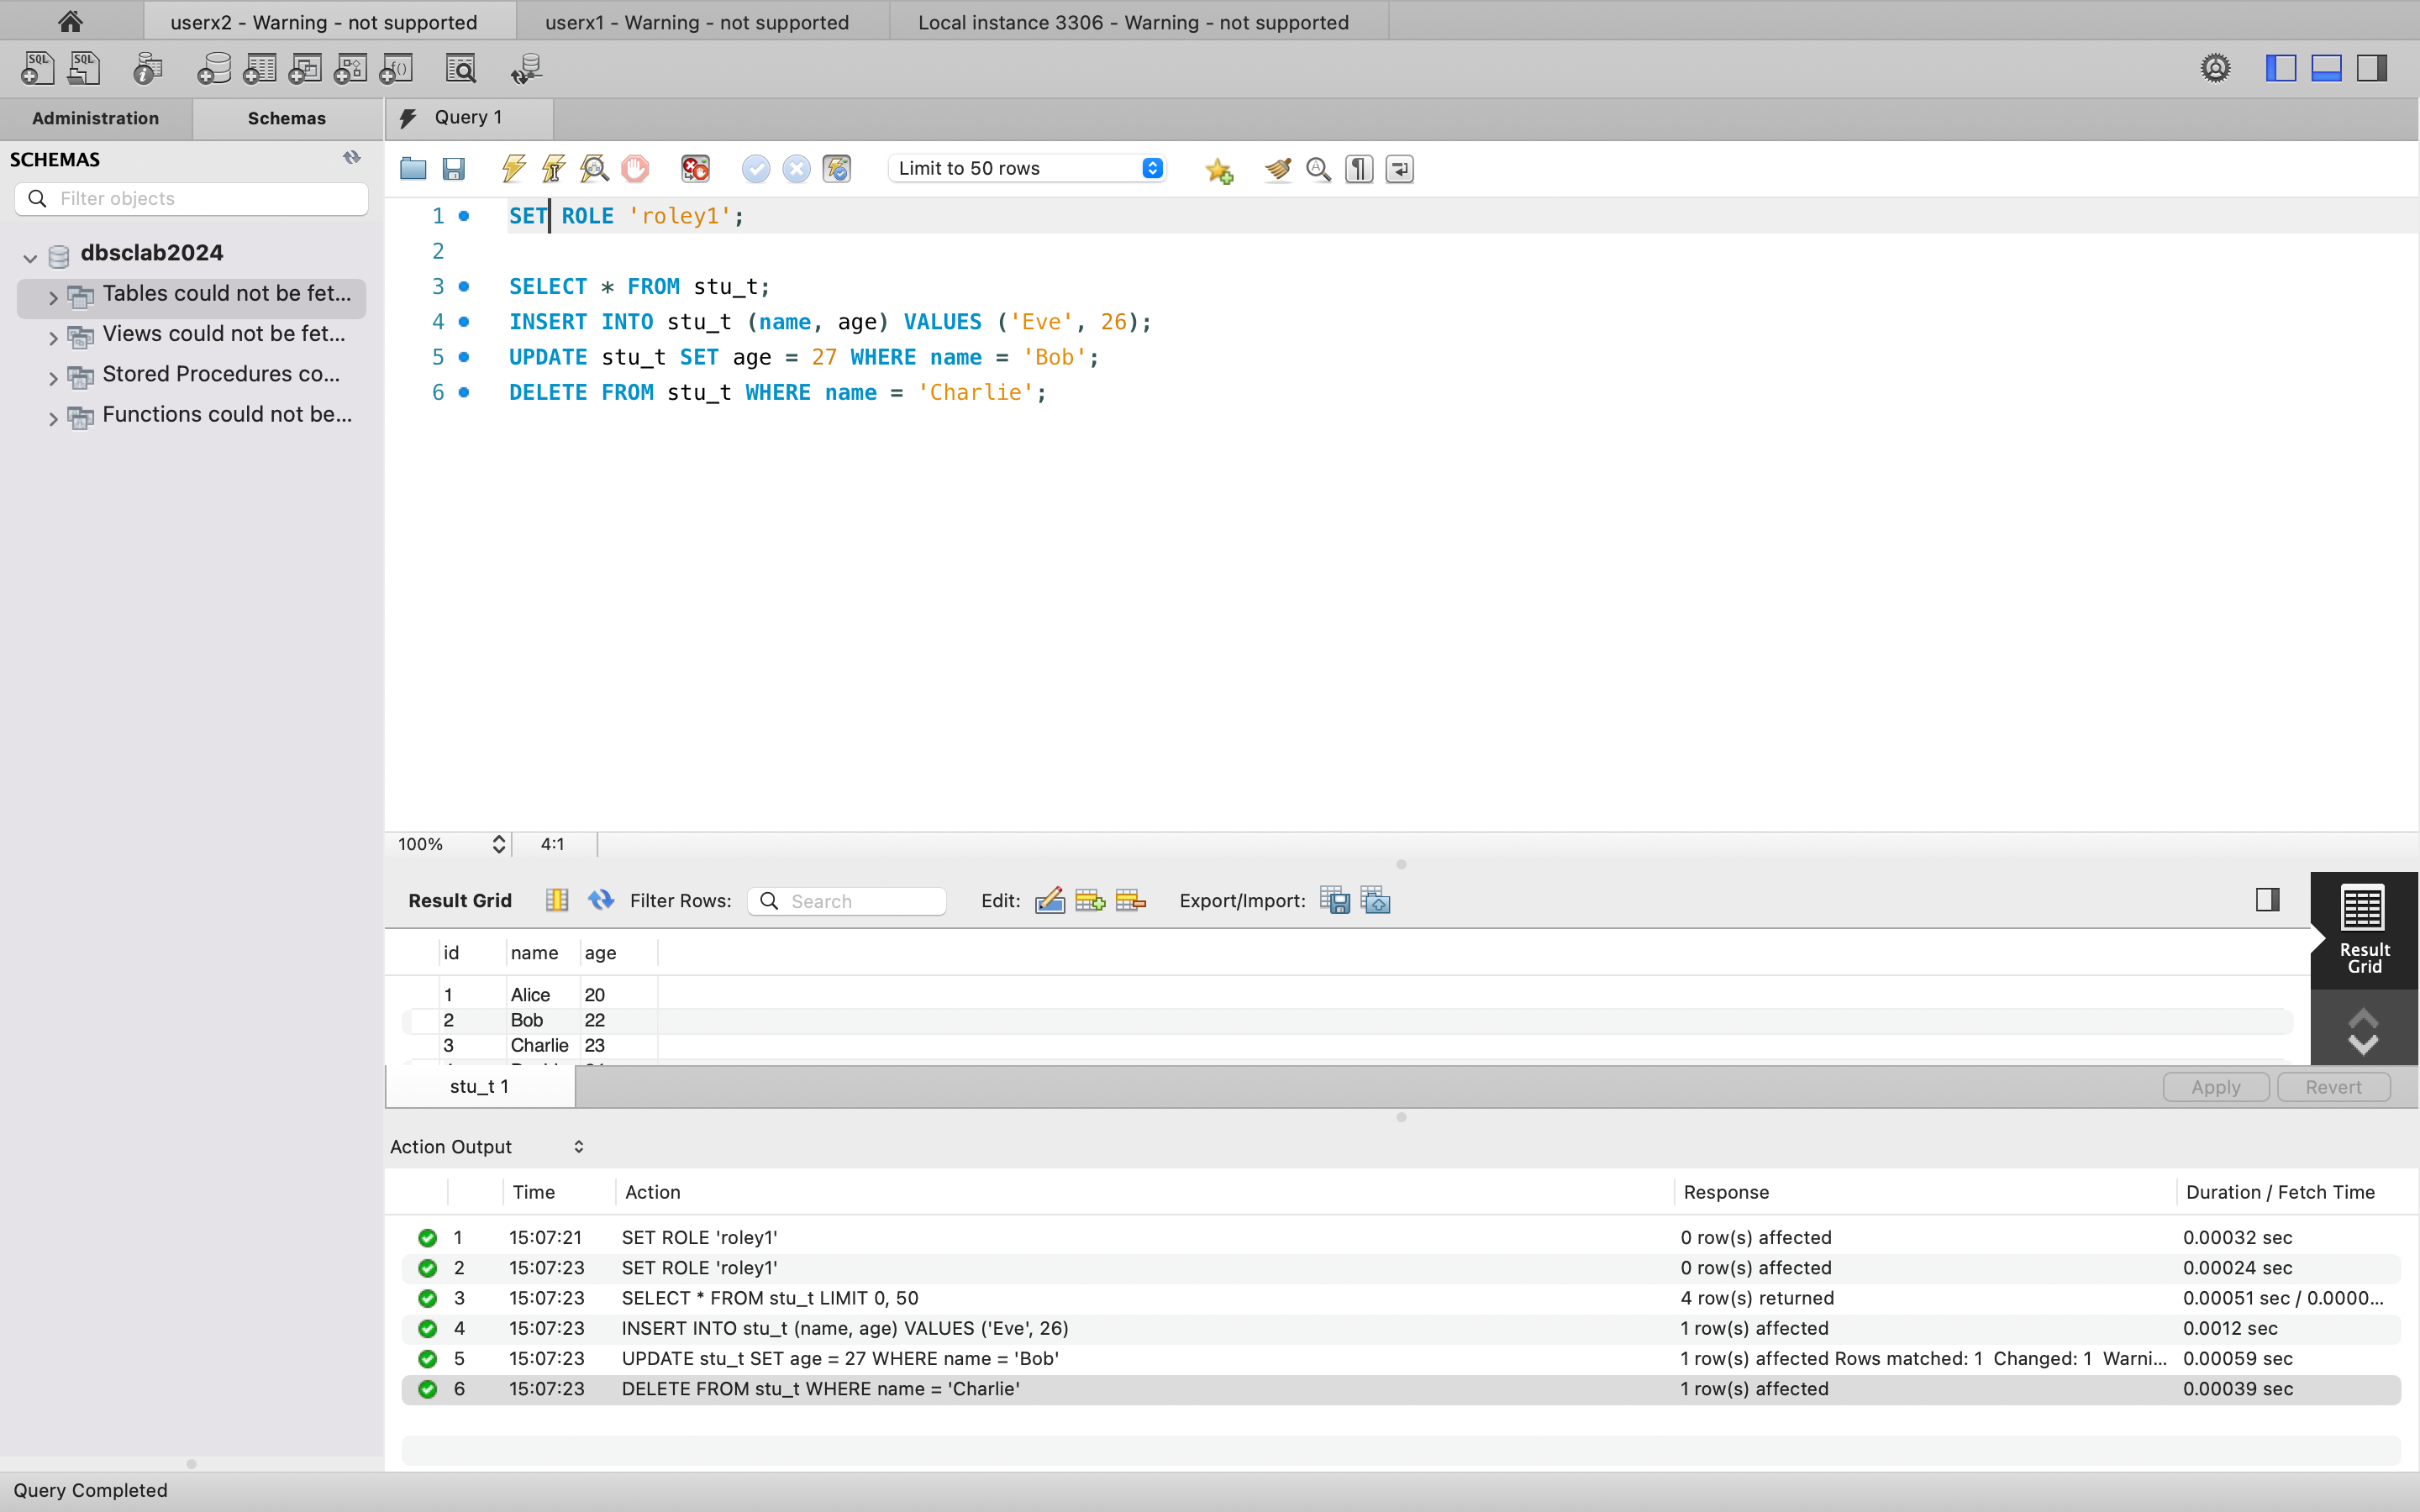 userx2 - Warning - not supported
userx1 - Warning - not supported
Local instance 3306 - Warning - not supported
SQL SQL
Administration
Schemas
Query 1
SCHEMAS
Limit to 50 rows
Filter objects
dbsclab2024
Tables could not be fet...
Views could not be fet...
Stored Procedures co...
Functions could not be...
1 SET ROLE 'roley1';
2
3 SELECT * FROM stu_t;
4 INSERT INTO stu_t (name, age) VALUES ('Eve', 26);
5 UPDATE stu_t SET age = 27 WHERE name = 'Bob';
6 DELETE FROM stu_t WHERE name = 'Charlie';
100% 4:1
Result Grid Filter Rows: Search Edit: Export/Import:
Result Grid
id name age
1 Alice 20
2 Bob 22
3 Charlie 23
stu_t 1
Apply Revert
Action Output
Time Action Response Duration / Fetch Time
1 15:07:21 SET ROLE 'roley1' 0 row(s) affected 0.00032 sec
2 15:07:23 SET ROLE 'roley1' 0 row(s) affected 0.00024 sec
3 15:07:23 SELECT * FROM stu_t LIMIT 0, 50 4 row(s) returned 0.00051 sec / 0.0000...
4 15:07:23 INSERT INTO stu_t (name, age) VALUES ('Eve', 26) 1 row(s) affected 0.0012 sec
5 15:07:23 UPDATE stu_t SET age = 27 WHERE name = 'Bob' 1 row(s) affected Rows matched: 1 Changed: 1 Warni... 0.00059 sec
6 15:07:23 DELETE FROM stu_t WHERE name = 'Charlie' 1 row(s) affected 0.00039 sec
Query Completed